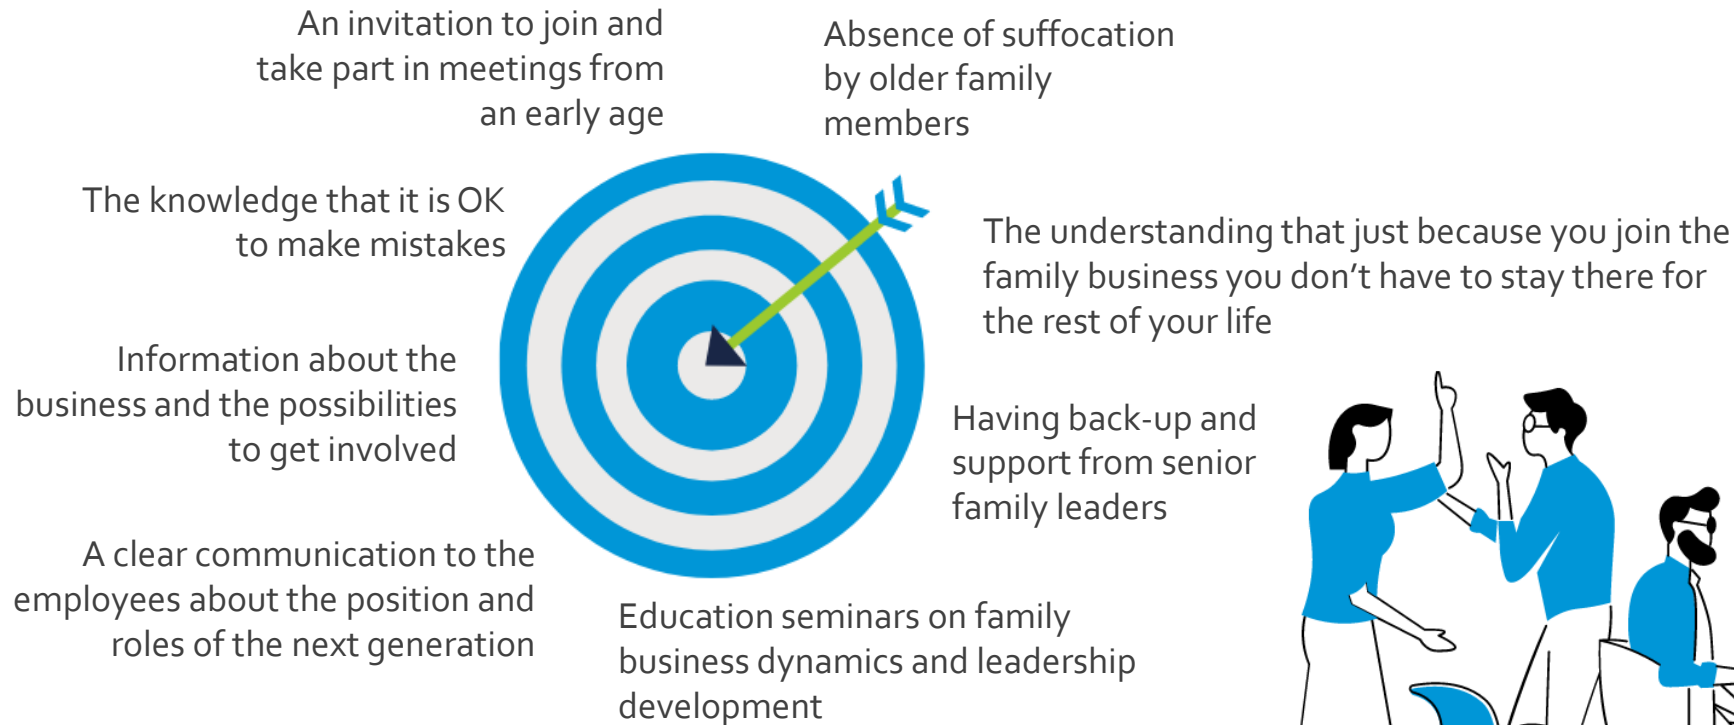 An invitation to join and
take part in meetings from
an early age
Absence of suffocation
by older family
members
The knowledge that it is OK
to make mistakes
The understanding that just because you join the
family business you don’t have to stay there for
the rest of your life
Information about the
business and the possibilities
to get involved
Having back-up and
support from senior
family leaders
A clear communication to the
employees about the position and
roles of the next generation
Education seminars on family
business dynamics and leadership
development